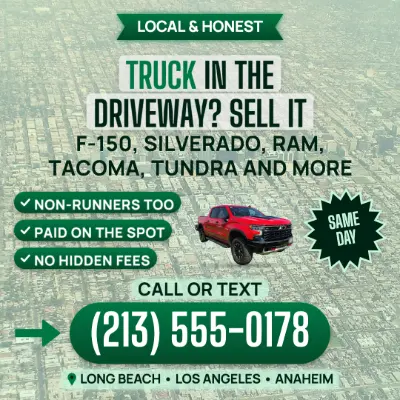 LOCAL & HONEST
TRUCK IN THE
DRIVEWAY? SELL IT
F-150, SILVERADO, RAM,
TACOMA, TUNDRA AND MORE
NON-RUNNERS TOO
PAID ON THE SPOT
NO HIDDEN FEES
SAME
DAY
CALL OR TEXT
(213) 555-0178
LONG BEACH • LOS ANGELES • ANAHEIM